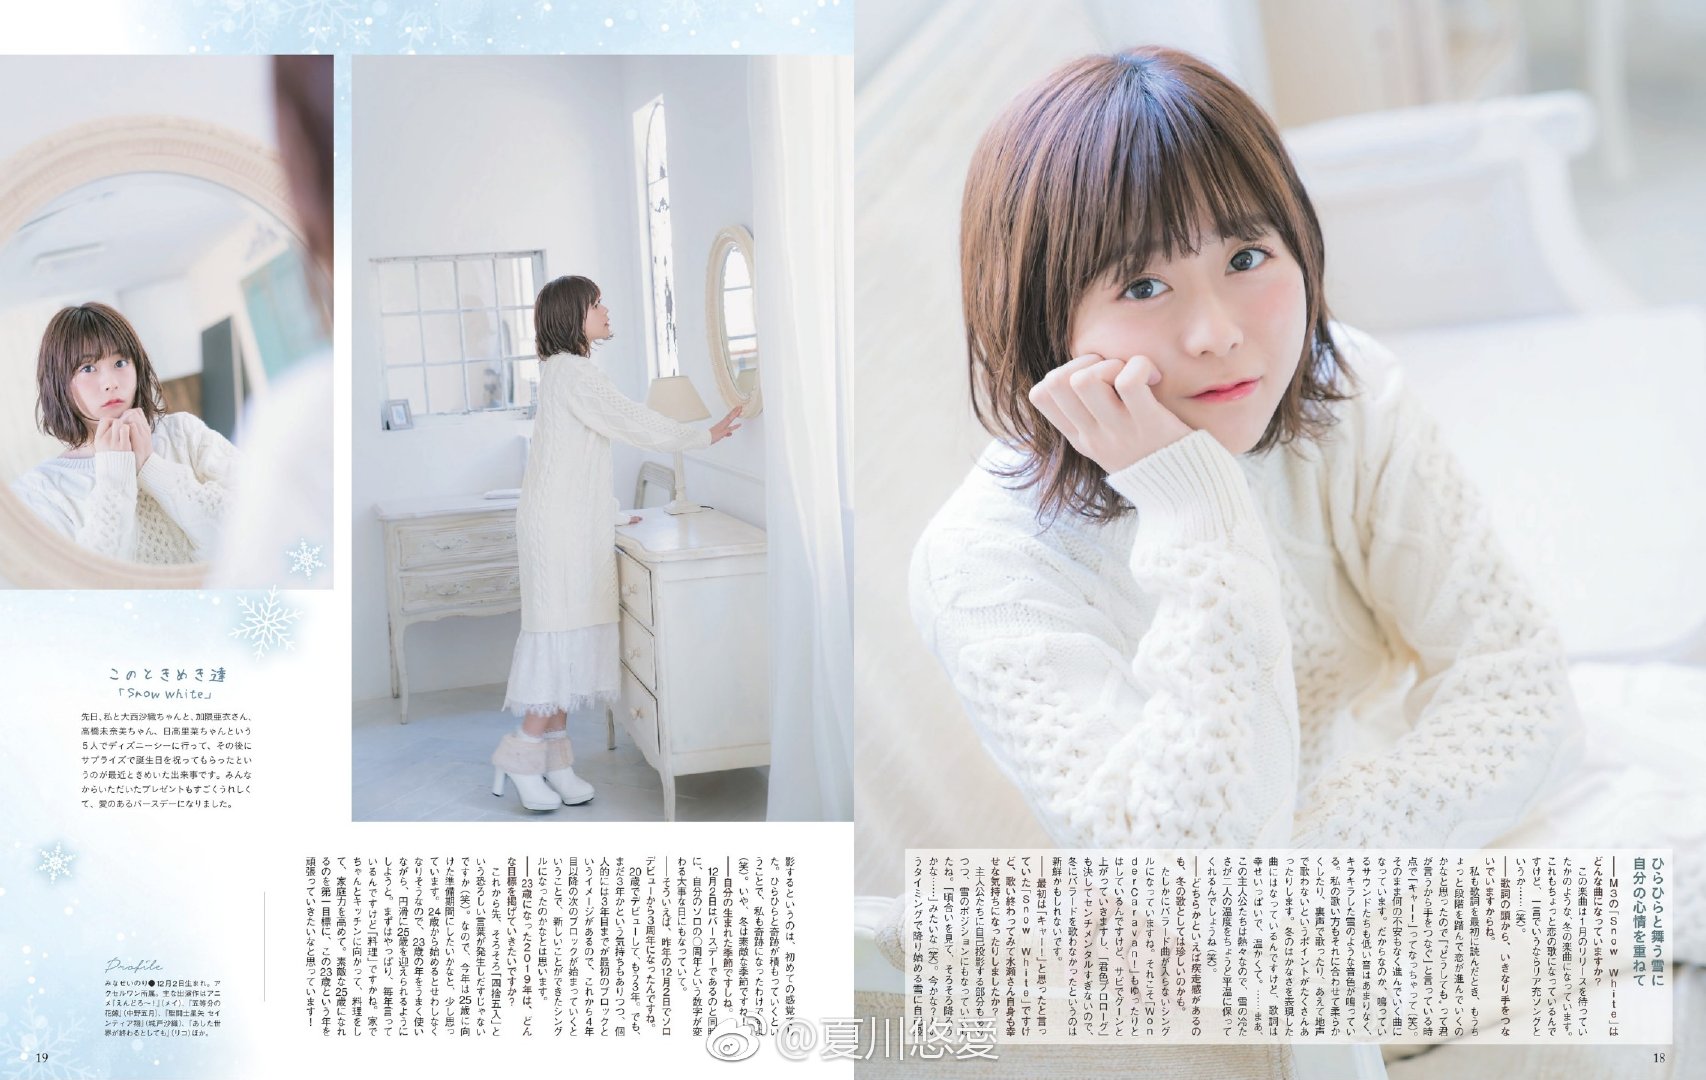 ひらひらと舞う雪に
自分の心情を重ねて
――M3の「Snow White」は
どんな曲になっていますか？
この楽曲は1月のリリースを待ってい
たかのような、冬の楽曲になっています。
これもちょっと恋の歌になっているんで
すけど、一言でいうならリア充ソングと
いうか……（笑）。
――歌詞の頭から、いきなり手をつな
いでいますからね。
私も歌詞を最初に読んだとき、もうち
ょっと段階を踏んで恋が進んでいくの
かなと思ったので『どうしても』って君
が言うから手をつなぐ」と言っている時
点で「キャー！」ってなっちゃって（笑）。
そのまま何の不安もなく進んでいく曲に
なっています。だからなのか、鳴ってい
るサウンドたちも低い音はあまりなく、
キラキラした雪のような音色が鳴ってい
る。私の歌い方もそれに合わせて柔らか
くしたり、裏声で歌ったり、あえて地声
で歌わないというポイントがたくさんあ
ったりします。冬のはかなさを表現した
曲にはなっているんですけど、歌詞は
幸せいっぱいで、温かくて。……まぁ、
この主人公たちは熱々なので、雪の冷た
さが二人の温度をちょうど平温に保って
くれるんでしょうね（笑）。
――どちらかといえば疾走感があるの
も、冬の歌としては珍しいのかも。
たしかにバラード曲が入らないシング
ルになっていますね。それこそ「Won
der Caravan!」もゆったりと
はしているんですけど、サビでグーンと
上がっていきますし、「君色プロローグ」
も決してセンチメンタルすぎないので、
冬にバラードを歌わなかったというのは
新鮮かもしれないです。
――最初は「キャー！」と思ったと言っ
ていた「Snow White」ですけ
ど、歌い終わってみて水瀬さん自身も幸
せな気持ちになったりしましたか？
主人公たちに自己投影する部分もあり
つつ、雪のポジションにもなっていまし
たね。「頃合いを見て、そろそろ降ろう
かな……」みたいな（笑）。今かな？とい
うタイミングで降り始める雪に自己投
影するというのは、初めての感覚でし
た。ひらひらと奇跡が積もっていくとい
うことで、私も奇跡になったわけですね
（笑）。いや、冬は素敵な季節ですね。
――自分の生まれた季節ですしね。
12月2日はバースデーであるのと同時
に、自分のソロの〇周年という数字が変
わる大事な日にもなっていて。
――そういえば、昨年の12月2日でソロ
デビューから3周年になったんですね。
20歳でデビューして、もう3年。でも、
まだ3年かという気持ちもありつつ、個
人的には3年目までが最初のブロックと
いうイメージがあるので、これから4年
目以降の次のブロックが始まっていくと
いうことで、新しいことができたシング
ルになったのかなとは思います。
――23歳になった2019年は、どん
な目標を掲げていきたいですか？
これから先、そろそろ「四捨五入」と
いう恐ろしい言葉が発生しだすじゃない
ですか（笑）。なので、今年は25歳に向
けた準備期間にしたいかなと、少し思っ
ています。24歳から始めるとせわしなく
なりそうなので、23歳の年をうまく使い
ながら、円滑に25歳を迎えられるように
しようと。まずはやっぱり、毎年言って
いるんですけど「料理」ですかね。家で
ちゃんとキッチンに向かって、料理をし
て、家庭力を高めて。素敵な25歳になれ
るのを第一目標に、この23歳という年を
頑張っていきたいなと思っています！
18
このときめき達
「Snow White」
先日、私と大西沙織ちゃんと、加隈亜衣さん、
高橋未奈美ちゃん、日高里菜ちゃんという
5人でディズニーシーに行って、その後に
サプライズで誕生日を祝ってもらったとい
うのが最近ときめいた出来事です。みんな
からいただいたプレゼントもすごくうれしく
て、愛のあるバースデーになりました。
Profile
みなせいのり●12月2日生まれ。ア
クセルワン所属。主な出演作はアニ
メ『えんどろ～！』（メイ）、『五等分の
花嫁』（中野五月）、『聖闘士星矢 セイ
ンティア翔』（城戸沙織）、『あした世
界が終わるとしても』（リコ）ほか。
19
@夏川悠愛